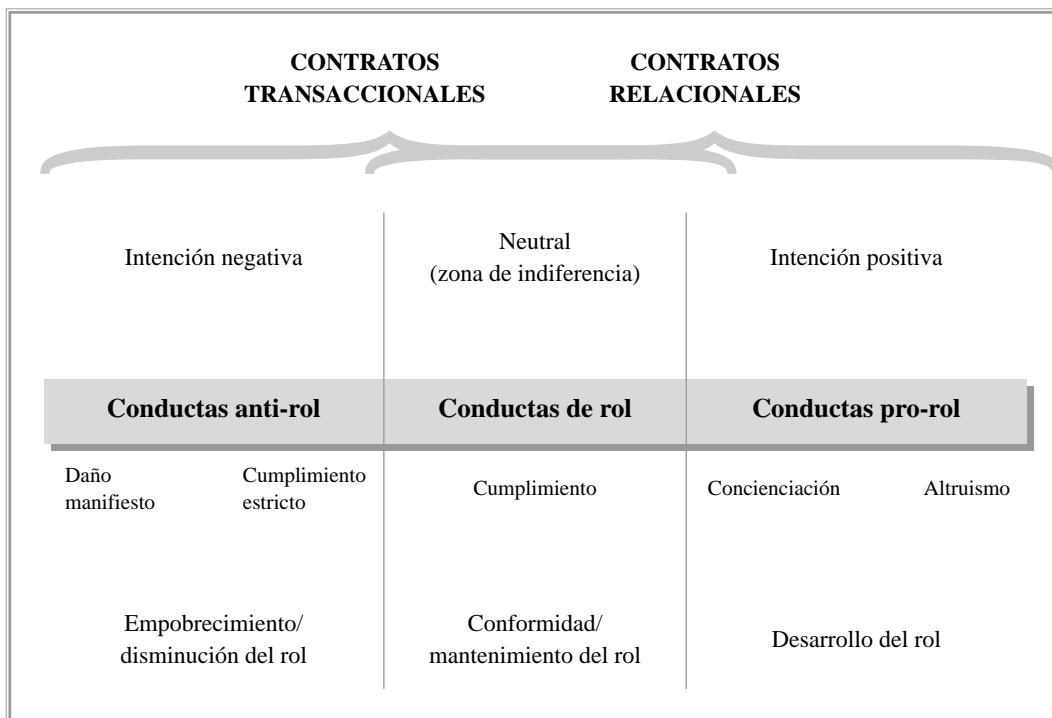 CONTRATOS
TRANSACCIONALES
CONTRATOS
RELACIONALES
Intención negativa
Neutral
(zona de indiferencia)
Intención positiva
Conductas anti-rol
Conductas de rol
Conductas pro-rol
Daño
manifiesto
Cumplimiento
estricto
Cumplimiento
Concienciación
Altruismo
Empobrecimiento/
disminución del rol
Conformidad/
mantenimiento del rol
Desarrollo del rol